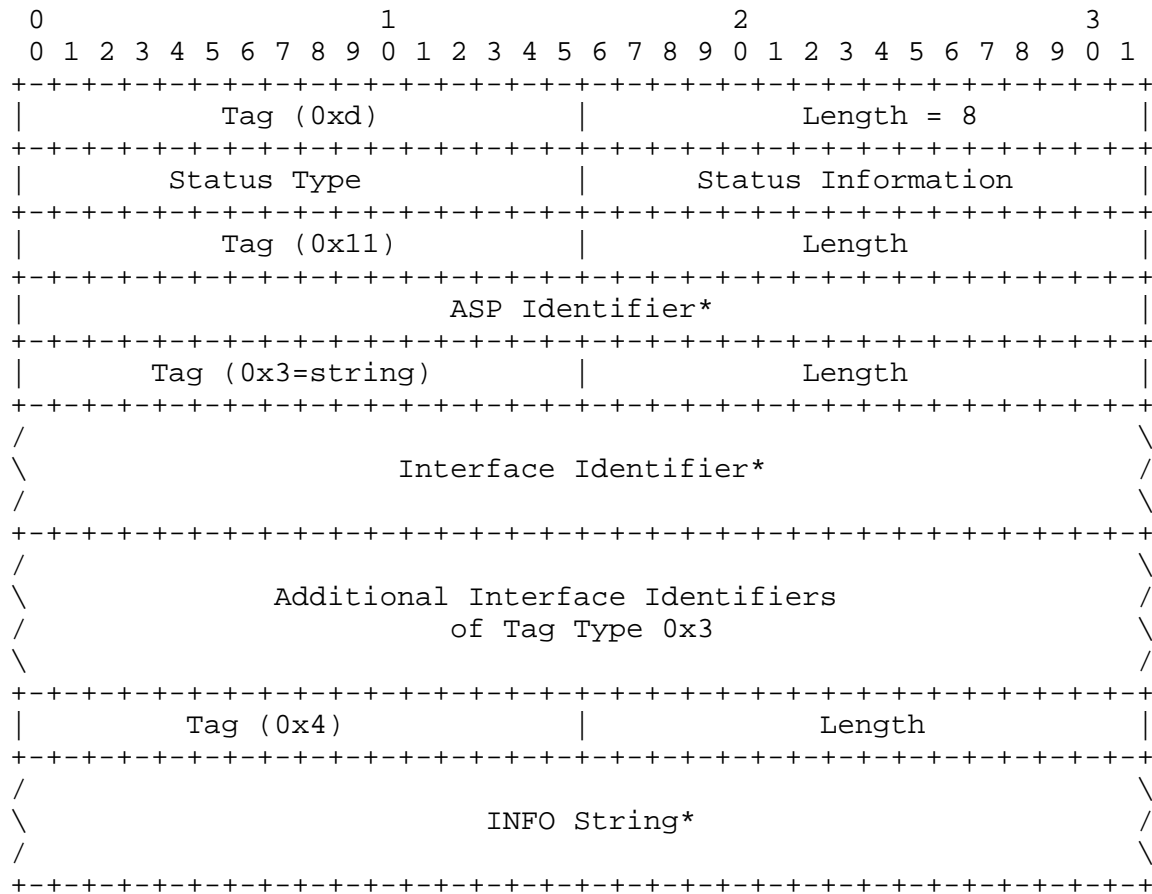 0                   1                   2                   3
 0 1 2 3 4 5 6 7 8 9 0 1 2 3 4 5 6 7 8 9 0 1 2 3 4 5 6 7 8 9 0 1
+-+-+-+-+-+-+-+-+-+-+-+-+-+-+-+-+-+-+-+-+-+-+-+-+-+-+-+-+-+-+-+-+
|           Tag (0xd)           |            Length = 8         |
+-+-+-+-+-+-+-+-+-+-+-+-+-+-+-+-+-+-+-+-+-+-+-+-+-+-+-+-+-+-+-+-+
|        Status Type            |      Status Information       |
+-+-+-+-+-+-+-+-+-+-+-+-+-+-+-+-+-+-+-+-+-+-+-+-+-+-+-+-+-+-+-+-+
|           Tag (0x11)          |            Length             |
+-+-+-+-+-+-+-+-+-+-+-+-+-+-+-+-+-+-+-+-+-+-+-+-+-+-+-+-+-+-+-+-+
|                        ASP Identifier*                        |
+-+-+-+-+-+-+-+-+-+-+-+-+-+-+-+-+-+-+-+-+-+-+-+-+-+-+-+-+-+-+-+-+
|       Tag (0x3=string)        |            Length             |
+-+-+-+-+-+-+-+-+-+-+-+-+-+-+-+-+-+-+-+-+-+-+-+-+-+-+-+-+-+-+-+-+
/                                                               \
\                     Interface Identifier*                     /
/                                                               \
+-+-+-+-+-+-+-+-+-+-+-+-+-+-+-+-+-+-+-+-+-+-+-+-+-+-+-+-+-+-+-+-+
/                                                               \
\              Additional Interface Identifiers                 /
/                        of Tag Type 0x3                        \
\                                                               /
+-+-+-+-+-+-+-+-+-+-+-+-+-+-+-+-+-+-+-+-+-+-+-+-+-+-+-+-+-+-+-+-+
|         Tag (0x4)             |             Length            |
+-+-+-+-+-+-+-+-+-+-+-+-+-+-+-+-+-+-+-+-+-+-+-+-+-+-+-+-+-+-+-+-+
/                                                               \
\                          INFO String*                         /
/                                                               \
+-+-+-+-+-+-+-+-+-+-+-+-+-+-+-+-+-+-+-+-+-+-+-+-+-+-+-+-+-+-+-+-+